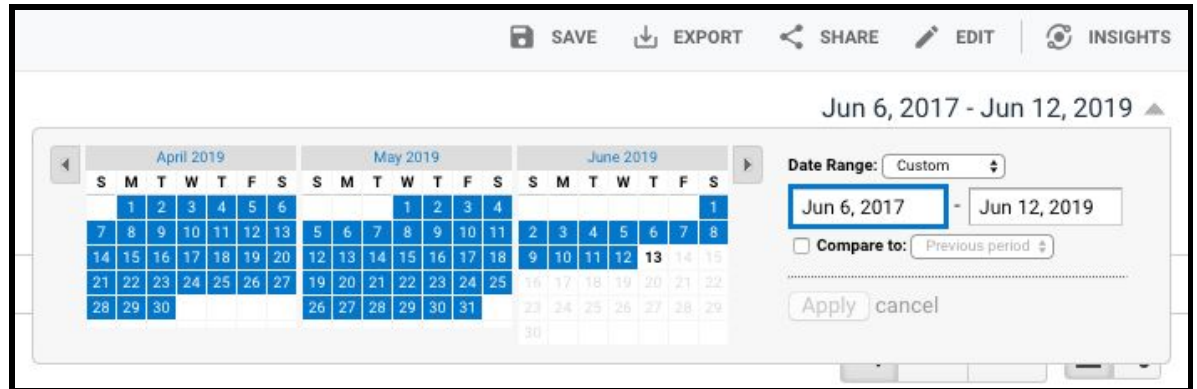 SAVE EXPORT SHARE EDIT INSIGHTS
Jun 6, 2017 - Jun 12, 2019
April 2019
S M T W T F S
1 2 3 4 5 6
7 8 9 10 11 12 13
14 15 16 17 18 19 20
21 22 23 24 25 26 27
28 29 30
May 2019
S M T W T F S
1 2 3 4
5 6 7 8 9 10 11
12 13 14 15 16 17 18
19 20 21 22 23 24 25
26 27 28 29 30 31
June 2019
S M T W T F S
1
2 3 4 5 6 7 8
9 10 11 12 13 14 15
16 17 18 19 20 21 22
23 24 25 26 27 28 29
30
Date Range: Custom
Jun 6, 2017 - Jun 12, 2019
Compare to: Previous period
Apply cancel